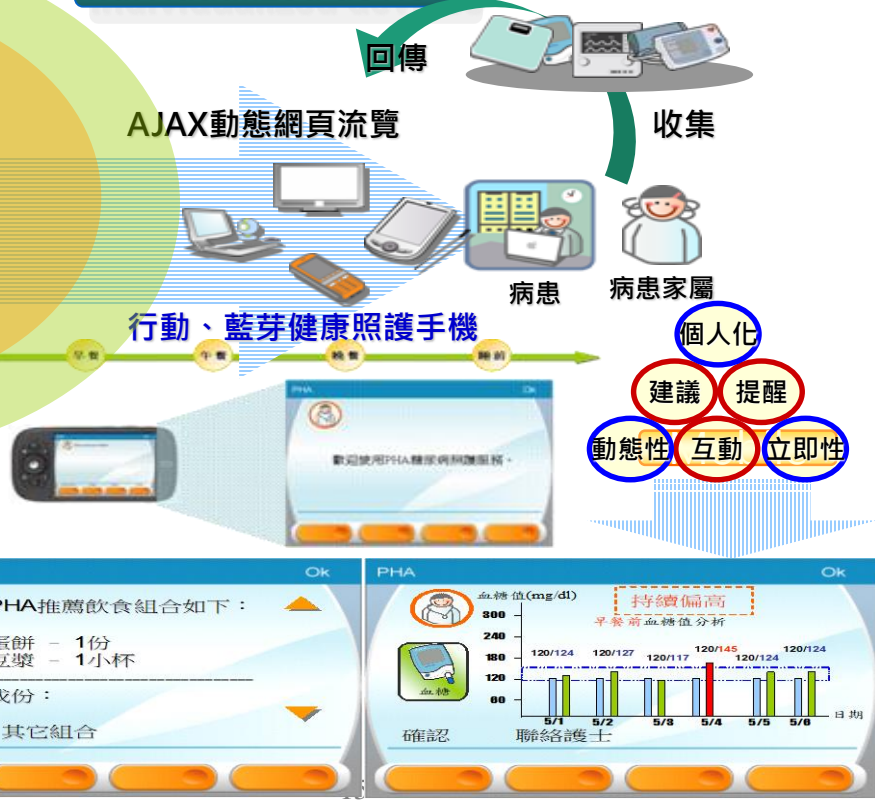 回傳
AJAX動態網頁流覽
收集
病患
病患家屬
行動、藍芽健康照護手機
個人化
早餐
午餐
晚餐
睡前
建議
提醒
動態性
互動
立即性
PHA
Ok
歡迎使用PHA糖尿病照護服務。
Ok
PHA推薦飲食組合如下：
蛋餅 - 1份
豆漿 - 1小杯
成份：
其它組合
PHA
Ok
血糖值(mg/dl)
持續偏高
早餐前血糖值分析
300
240
180
120
60
120/124
120/127
120/117
120/145
120/124
120/124
血糖
5/1
5/2
5/3
5/4
5/5
5/6
日期
確認
聯絡護士